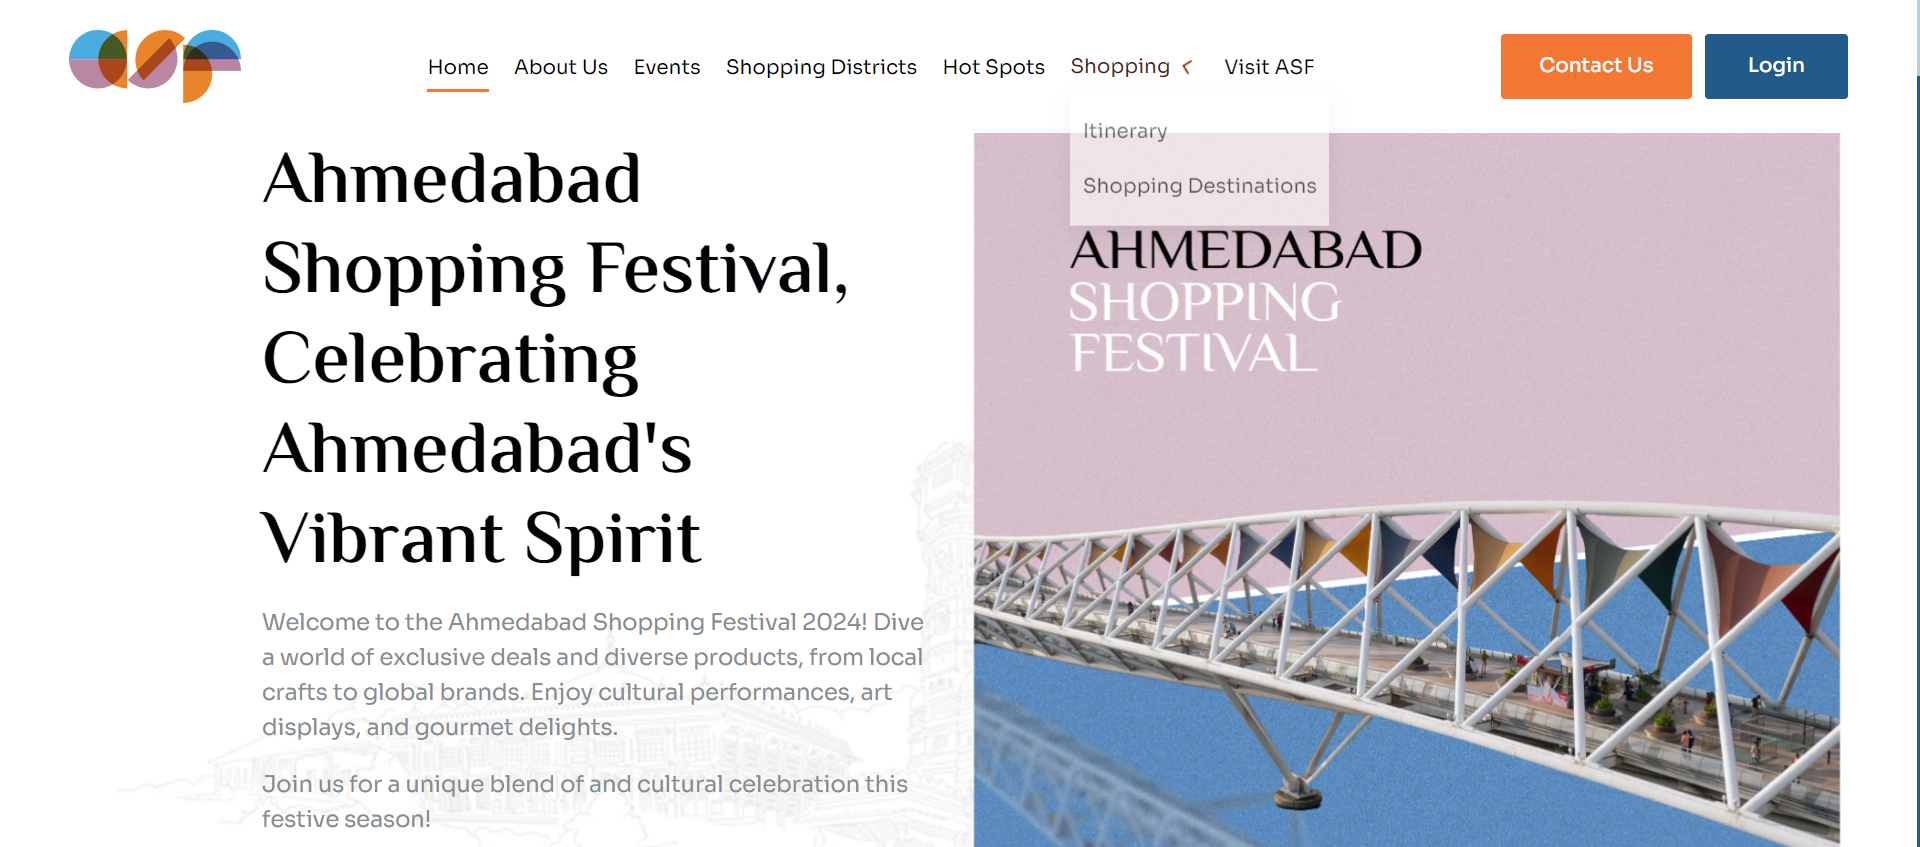 Home About Us Events Shopping Districts Hot Spots Shopping Visit ASF Contact Us Login
Itinerary
Shopping Destinations
Ahmedabad
Shopping Festival,
Celebrating
Ahmedabad's
Vibrant Spirit
Welcome to the Ahmedabad Shopping Festival 2024! Dive
a world of exclusive deals and diverse products, from local
crafts to global brands. Enjoy cultural performances, art
displays, and gourmet delights.
Join us for a unique blend of and cultural celebration this
festive season!
AHMEDABAD
SHOPPING
FESTIVAL